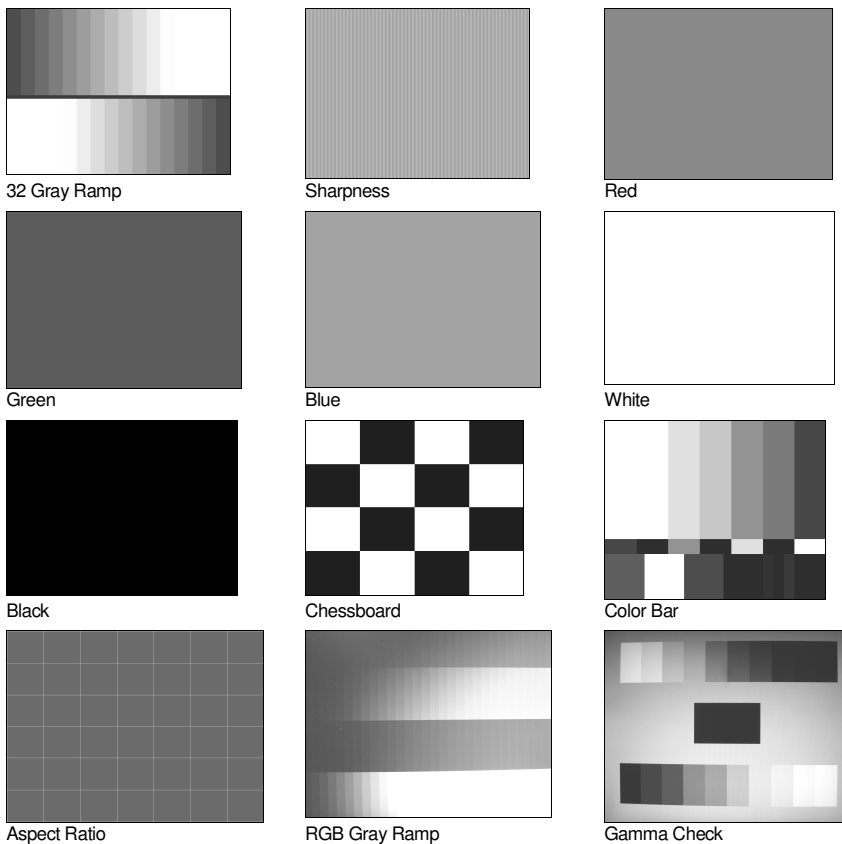 32 Gray Ramp
Sharpness
Red
Green
Blue
White
Black
Chessboard
Color Bar
Aspect Ratio
RGB Gray Ramp
Gamma Check